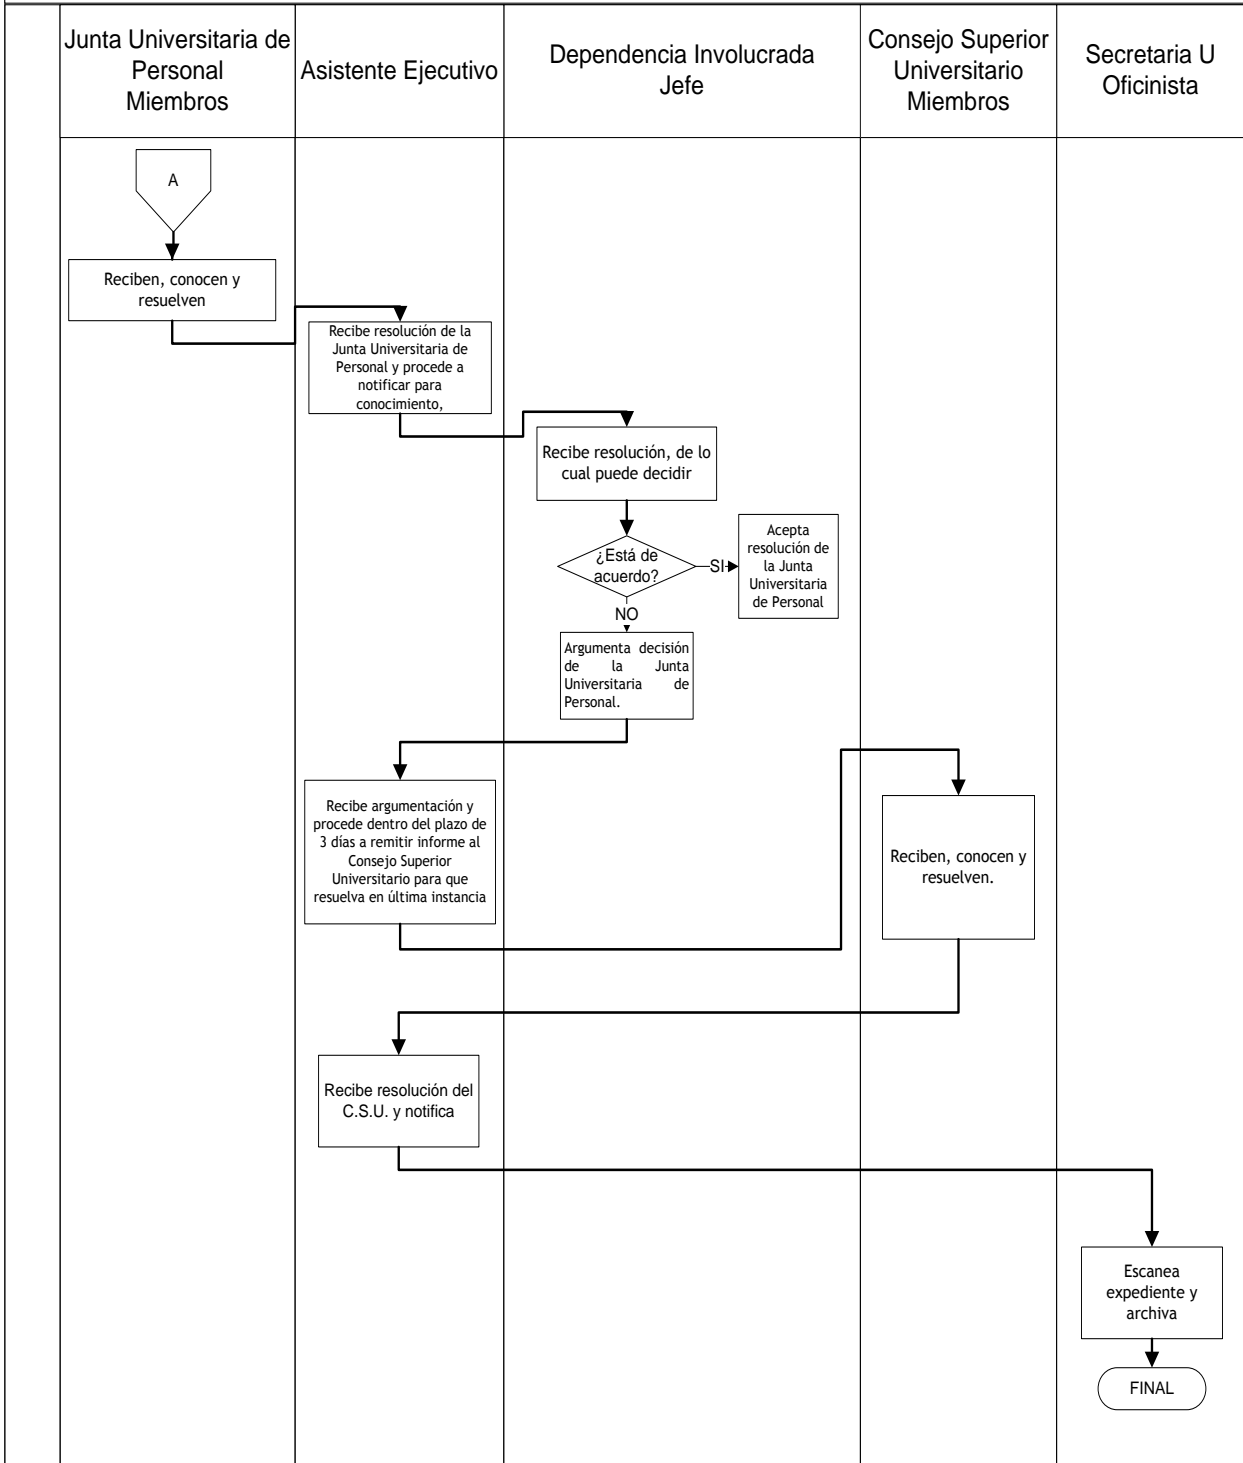 Junta Universitaria de
Personal
Miembros
Asistente Ejecutivo
Dependencia Involucrada
Jefe
Consejo Superior
Universitario
Miembros
Secretaria U
Oficinista
A
Reciben, conocen y
resuelven
Recibe resolución de la
Junta Universitaria de
Personal y procede a
notificar para
conocimiento,
Recibe resolución, de lo
cual puede decidir
¿Está de
acuerdo?
SI
Acepta
resolución de
la Junta
Universitaria
de Personal
NO
Argumenta decisión
de la Junta
Universitaria de
Personal.
Recibe argumentación y
procede dentro del plazo de
3 días a remitir informe al
Consejo Superior
Universitario para que
resuelva en última instancia
Reciben, conocen y
resuelven.
Recibe resolución del
C.S.U. y notifica
Escanea
expediente y
archiva
FINAL